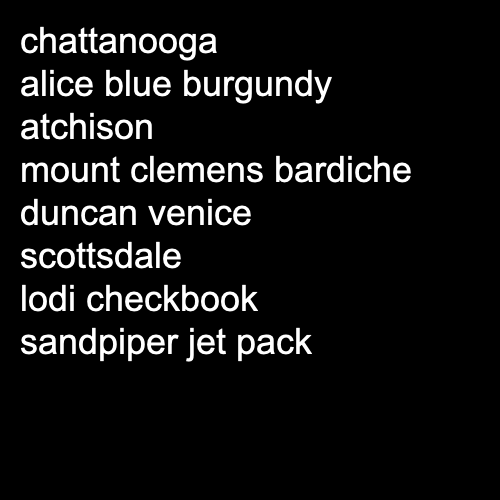 chattanooga
alice blue burgundy
atchison
mount clemens bardiche
duncan venice
scottsdale
lodi checkbook
sandpiper jet pack